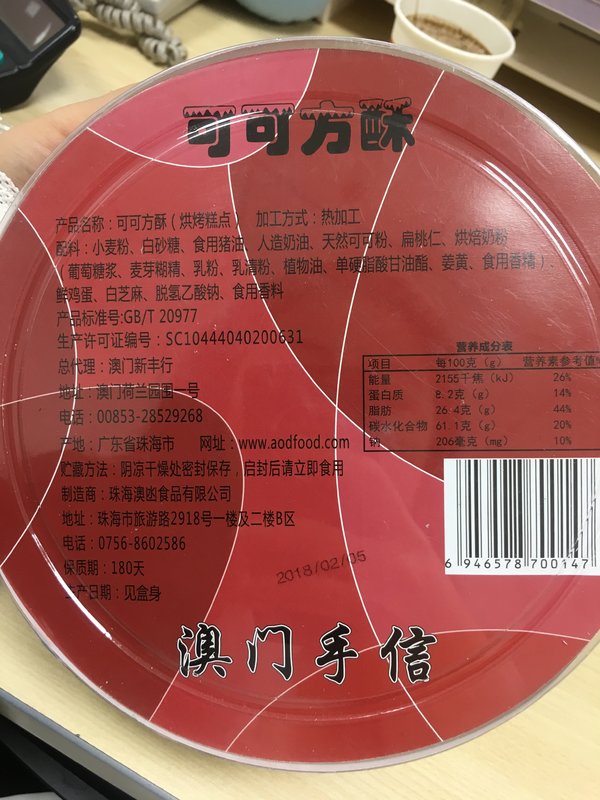 可可方酥
产品名称：可可方酥（烘烤糕点） 加工方式：热加工
配料：小麦粉、白砂糖、食用猪油、人造奶油、天然可可粉、扁桃仁、烘焙奶粉
（葡萄糖浆、麦芽糊精、乳粉、乳清粉、植物油、单硬脂酸甘油酯、姜黄、食用香精）、
鲜鸡蛋、白芝麻、脱氢乙酸钠、食用香料
产品标准号:GB/T 20977
生产许可证编号：SC10444040200631
总代理：澳门新丰行
地址：澳门荷兰园围一号
电话：00853-28529268
产地：广东省珠海市 网址：www.aodfood.com
贮藏方法：阴凉干燥处密封保存，启封后请立即食用
制造商：珠海澳凼食品有限公司
地址：珠海市旅游路2918号一楼及二楼B区
电话：0756-8602586
保质期：180天
生产日期：见盒身
营养成分表
项目 每100克（g） 营养素参考值%
能量 2155千焦（kJ） 26%
蛋白质 8.2克（g） 14%
脂肪 26.4克（g） 44%
碳水化合物 61.1克（g） 20%
钠 206毫克（mg） 10%
6 946578 700147
2018/02/05
澳门手信